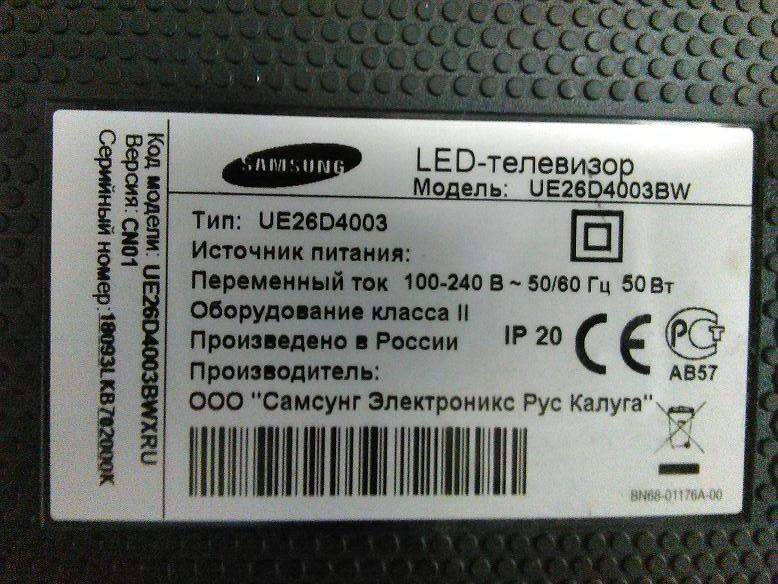 SAMSUNG
LED-телевизор
Модель: UE26D4003BW
Тип: UE26D4003
Источник питания:
Переменный ток 100-240 В ~ 50/60 Гц 50 Вт
Оборудование класса II
Произведено в России
IP 20
CE
РСТ
АВ57
Производитель:
ООО "Самсунг Электроникс Рус Калуга"
BN68-01176A-00
Код модели: UE26D4003BWXRU
Версия: CN01
Серийный номер: 18093LKB702000K